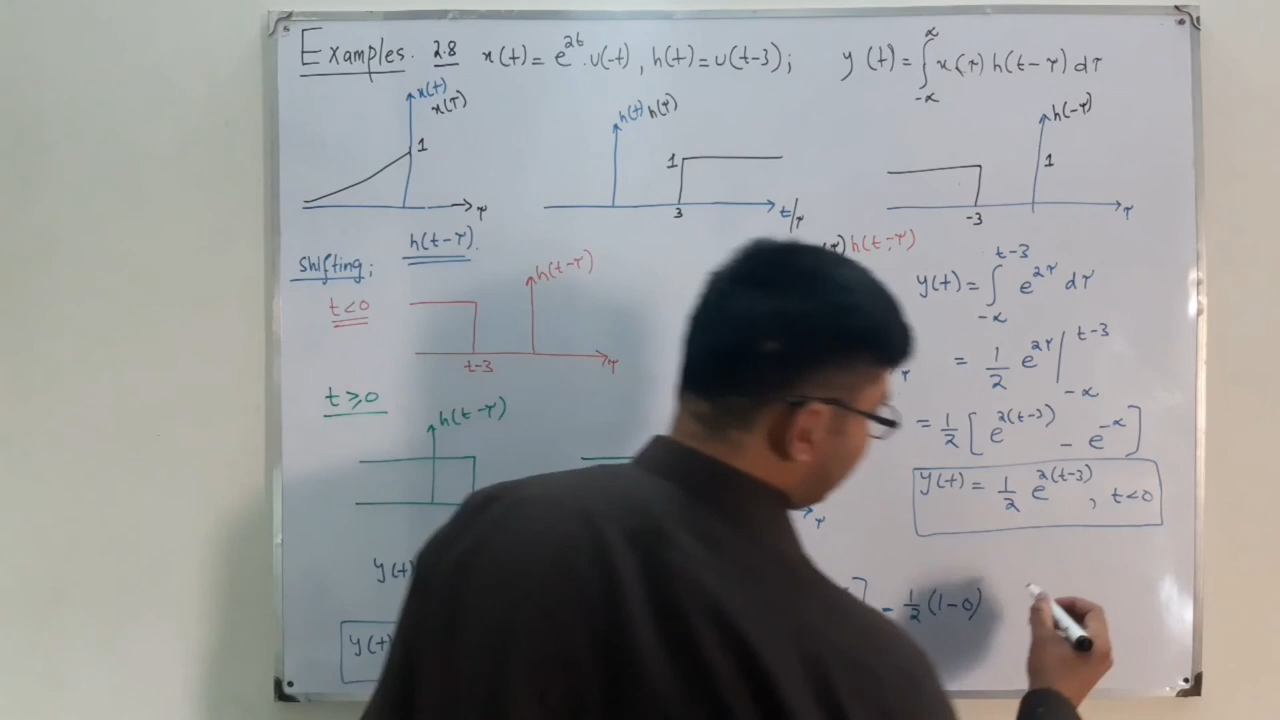 Examples. 2.8 x(t) = e^{2t}.u(-t), h(t) = u(t-3); y(t) = ∫_{-∞}^{∞} x(τ) h(t-τ) dτ
x(t)
x(τ)
1
τ
h(t) h(τ)
1
3
t/τ
h(-τ)
1
-3
τ
Shifting; h(t-τ).
t<0
h(t-τ)
t-3
τ
h(t-τ)
τ
y(t) = ∫_{-∞}^{t-3} e^{2τ} dτ
= 1/2 e^{2τ} |_{-∞}^{t-3}
= 1/2 [e^{2(t-3)} - e^{-∞}]
y(t) = 1/2 e^{2(t-3)}, t<0
t≥0
h(t-τ)
τ
y(t)
] = 1/2 (1-0)
y(t)